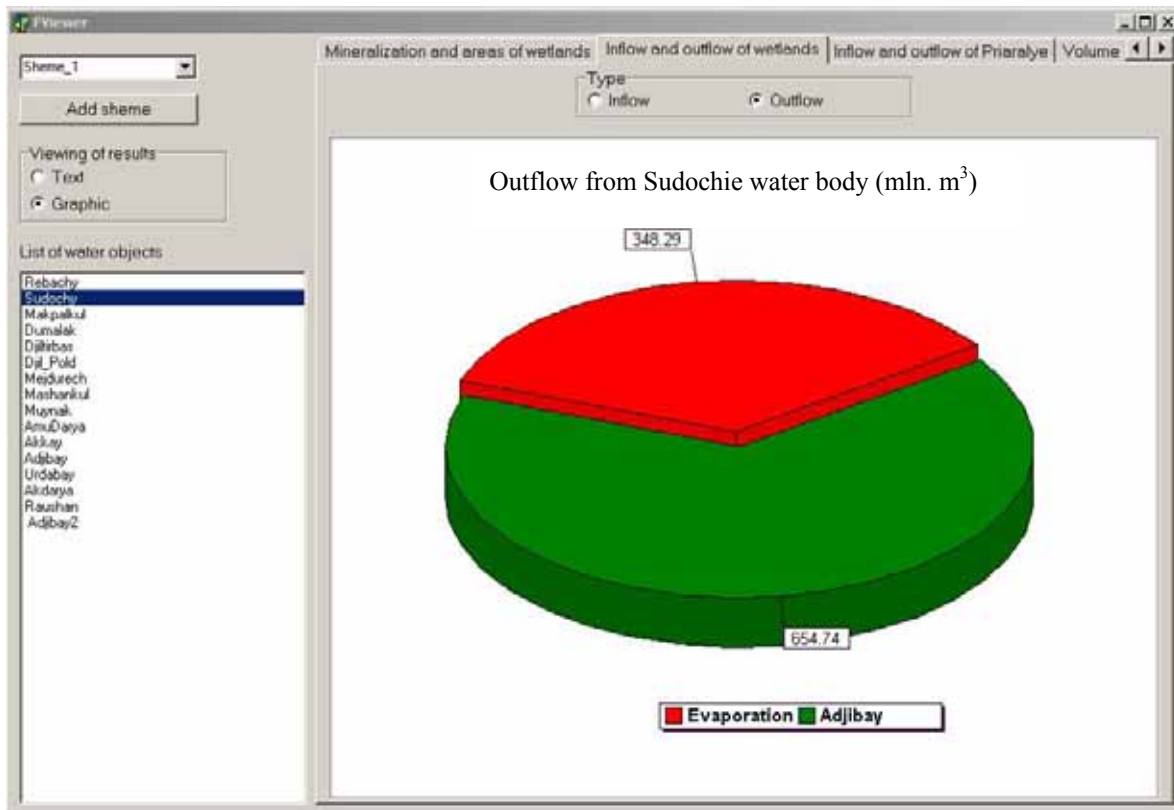 FViewer
Sheme_1
Add sheme
Viewing of results
Text
Graphic
List of water objects
Rebachy
Sudochy
Makpalkul
Dumalak
Djiltirbas
Djil_Pold
Mejdurech
Mashankul
Muynak
AmuDarya
Akkay
Adjibay
Urdabay
Akdarya
Raushan
Adjibay2
Mineralization and areas of wetlands Inflow and outflow of wetlands Inflow and outflow of Priaralye Volume
Type
Inflow Outflow
Outflow from Sudochie water body (mln. m³)
348.29
654.74
Evaporation Adjibay